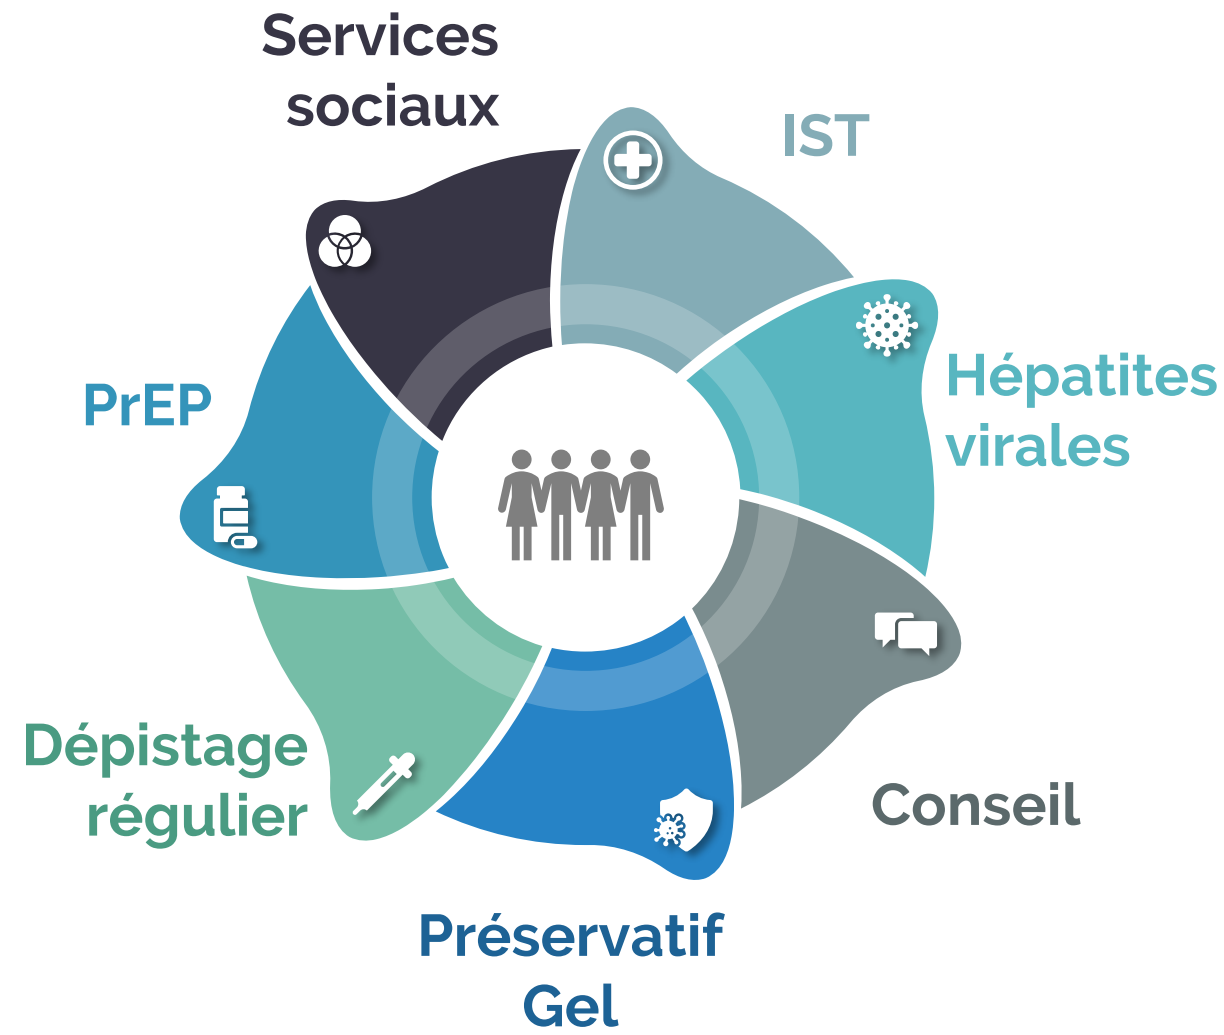 Services
sociaux
IST
Hépatites
virales
PrEP
Dépistage
régulier
Conseil
Préservatif
Gel